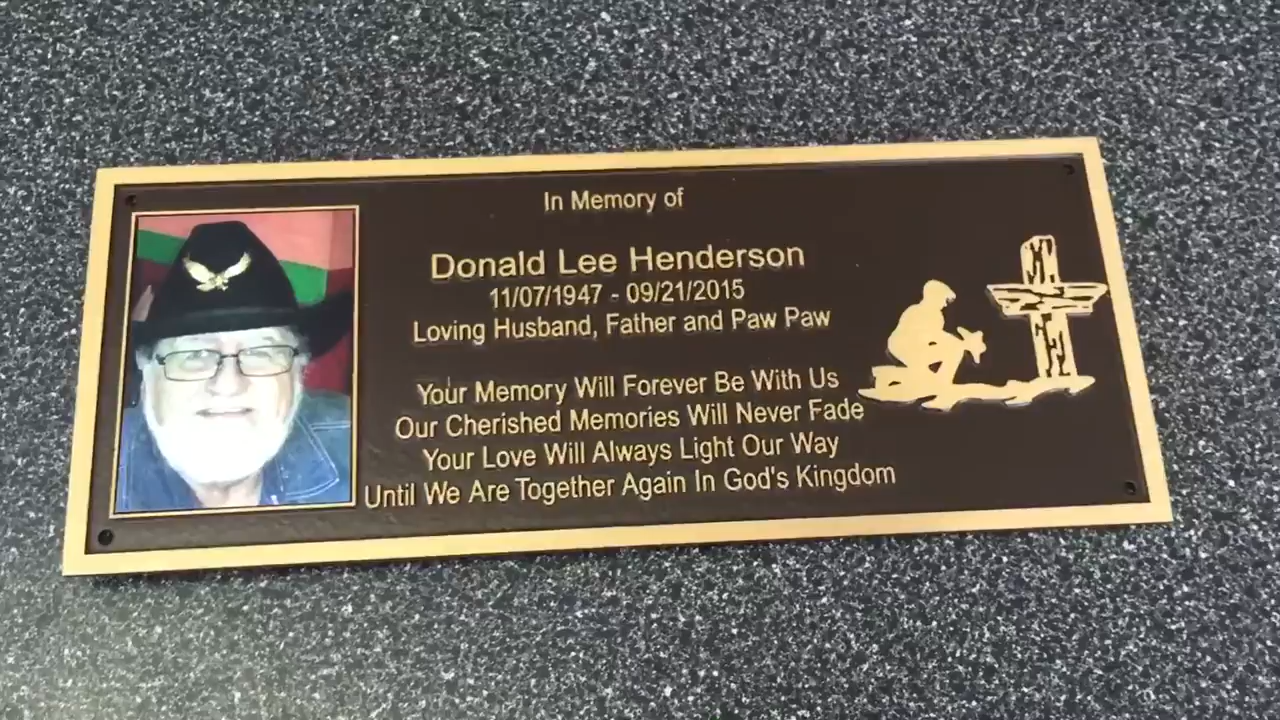 In Memory of
Donald Lee Henderson
11/07/1947 - 09/21/2015
Loving Husband, Father and Paw Paw
Your Memory Will Forever Be With Us
Our Cherished Memories Will Never Fade
Your Love Will Always Light Our Way
Until We Are Together Again In God's Kingdom